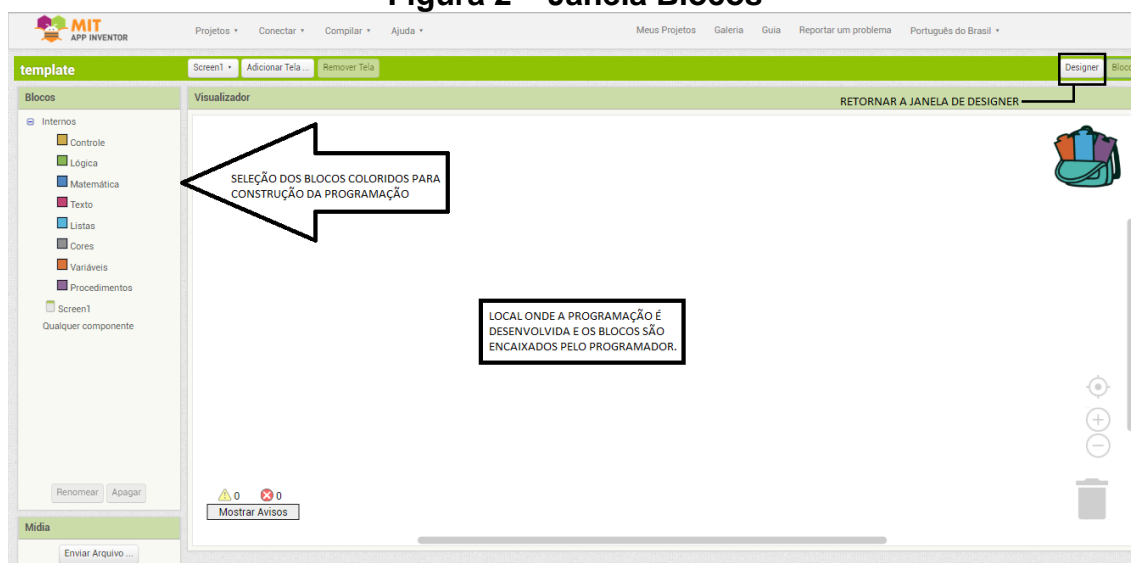 Figura 2 – Janela Blocos
MIT
APP INVENTOR
Projetos Conectar Compilar Ajuda Meus Projetos Galeria Guia Reportar um problema Português do Brasil
template
Screen1 Adicionar Tela ... Remover Tela Designer Bloco
Blocos
Visualizador
RETORNAR A JANELA DE DESIGNER
Internos
Controle
Lógica
Matemática
Texto
Listas
Cores
Variáveis
Procedimentos
Screen1
Qualquer componente
SELEÇÃO DOS BLOCOS COLORIDOS PARA
CONSTRUÇÃO DA PROGRAMAÇÃO
LOCAL ONDE A PROGRAMAÇÃO É
DESENVOLVIDA E OS BLOCOS SÃO
ENCAIXADOS PELO PROGRAMADOR.
Renomear Apagar
0 0
Mostrar Avisos
Mídia
Enviar Arquivo ...